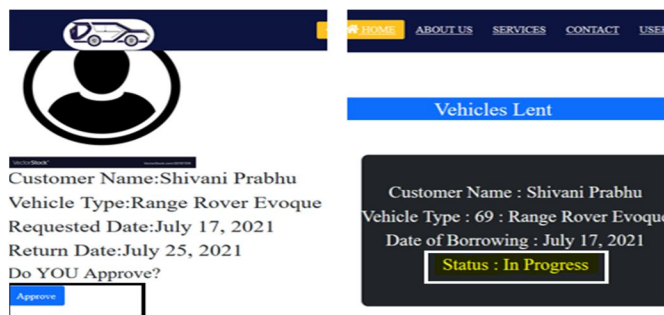 VectorStock®
Customer Name:Shivani Prabhu
Vehicle Type:Range Rover Evoque
Requested Date:July 17, 2021
Return Date:July 25, 2021
Do YOU Approve?
Approve
HOME ABOUT US SERVICES CONTACT USER
Vehicles Lent
Customer Name : Shivani Prabhu
Vehicle Type : 69 : Range Rover Evoque
Date of Borrowing : July 17, 2021
Status : In Progress